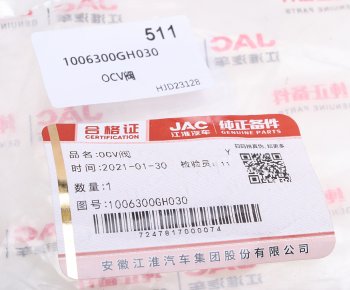 511
1006300GH030
OCV阀
HJD2312B
合格证
CERTIFICATION
JAC 纯正备件
江淮汽车 GENUINE PARTS
品名:OCV阀
Y
时间:2021-01-30 检验员: 11
数量:1
图号:1006300GH030
7247817000074
安徽江淮汽车集团股份有限公司